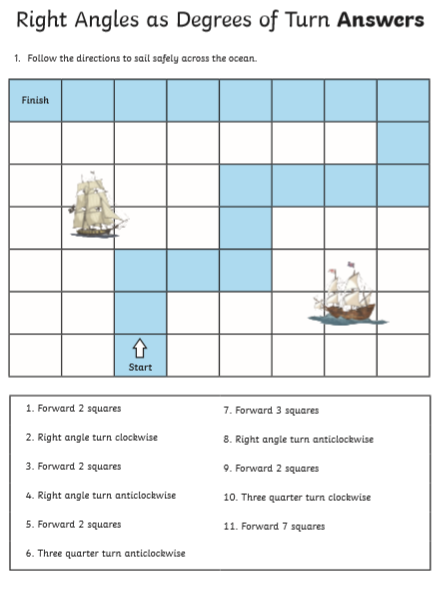 Right Angles as Degrees of Turn Answers
1. Follow the directions to sail safely across the ocean.
Finish
Start
1. Forward 2 squares
2. Right angle turn clockwise
3. Forward 2 squares
4. Right angle turn anticlockwise
5. Forward 2 squares
6. Three quarter turn anticlockwise
7. Forward 3 squares
8. Right angle turn anticlockwise
9. Forward 2 squares
10. Three quarter turn clockwise
11. Forward 7 squares